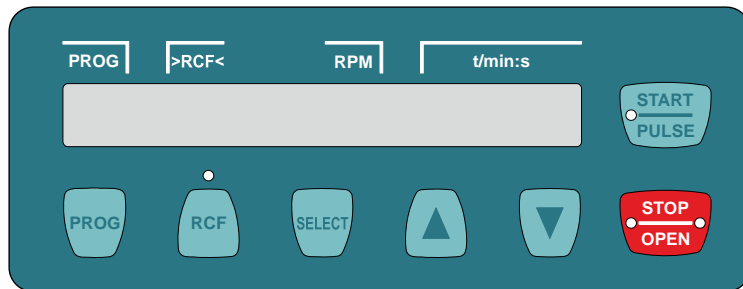 PROG >RCF< RPM t/min:s
START
PULSE
PROG RCF SELECT
STOP
OPEN